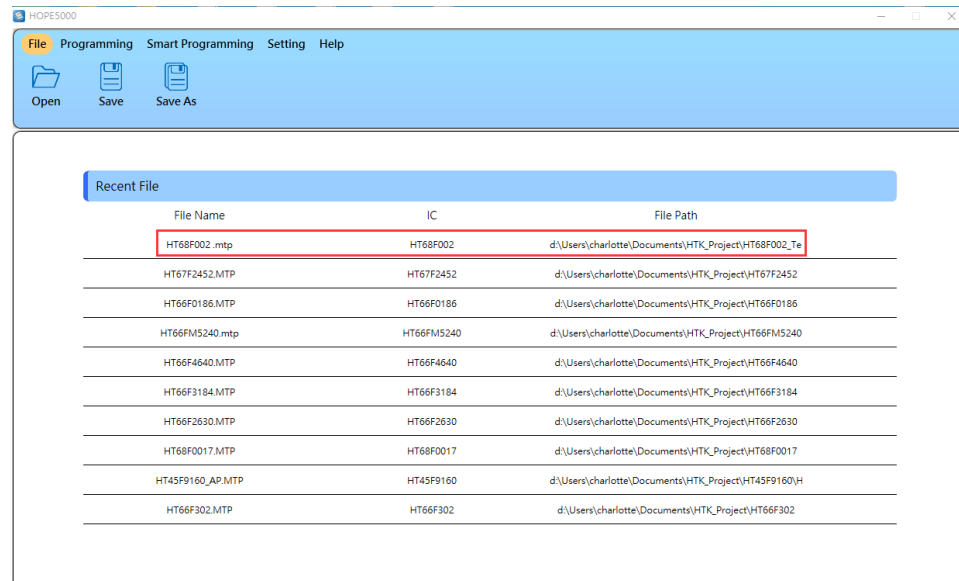 HOPE5000
File Programming Smart Programming Setting Help
Open Save Save As
Recent File
File Name IC File Path
HT68F002 .mtp HT68F002 d:\Users\charlotte\Documents\HTK_Project\HT68F002_Te
HT67F2452.MTP HT67F2452 d:\Users\charlotte\Documents\HTK_Project\HT67F2452
HT66F0186.MTP HT66F0186 d:\Users\charlotte\Documents\HTK_Project\HT66F0186
HT66FM5240.mtp HT66FM5240 d:\Users\charlotte\Documents\HTK_Project\HT66FM5240
HT66F4640.MTP HT66F4640 d:\Users\charlotte\Documents\HTK_Project\HT66F4640
HT66F3184.MTP HT66F3184 d:\Users\charlotte\Documents\HTK_Project\HT66F3184
HT66F2630.MTP HT66F2630 d:\Users\charlotte\Documents\HTK_Project\HT66F2630
HT68F0017.MTP HT68F0017 d:\Users\charlotte\Documents\HTK_Project\HT68F0017
HT45F9160_AP.MTP HT45F9160 d:\Users\charlotte\Documents\HTK_Project\HT45F9160\H
HT66F302.MTP HT66F302 d:\Users\charlotte\Documents\HTK_Project\HT66F302